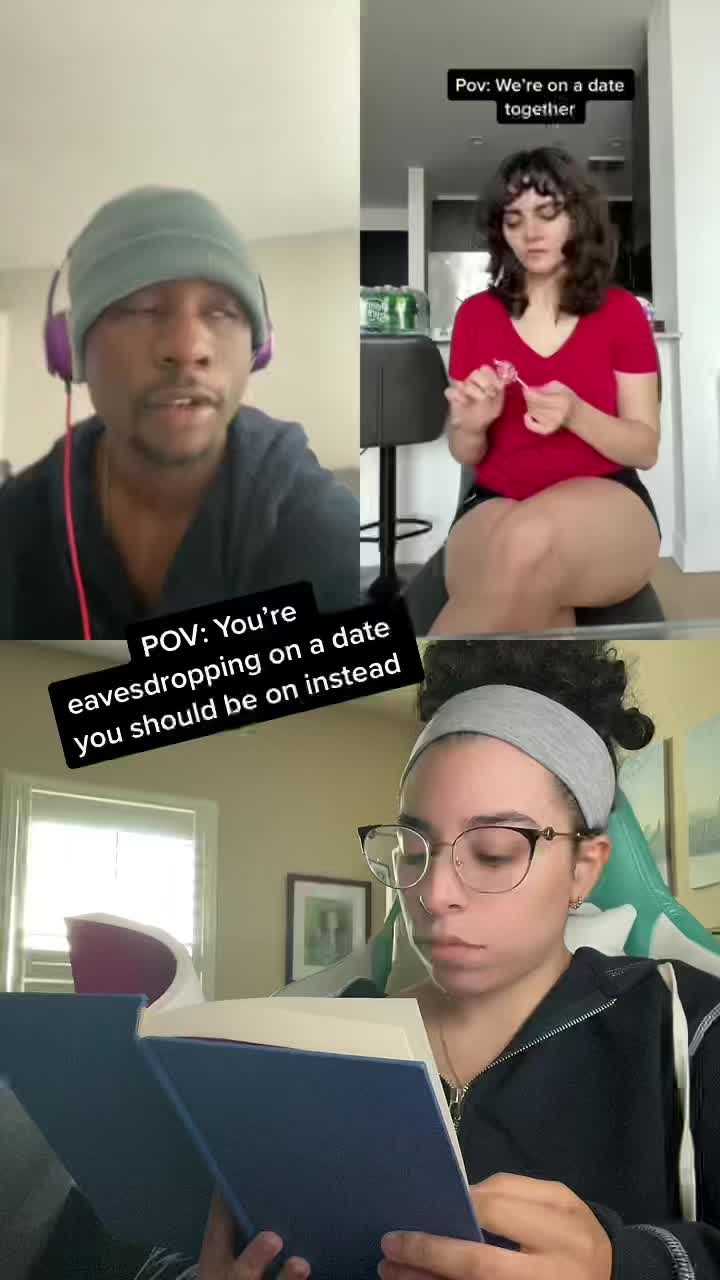 Pov: We're on a date
together
POV: You're
eavesdropping on a date
you should be on instead